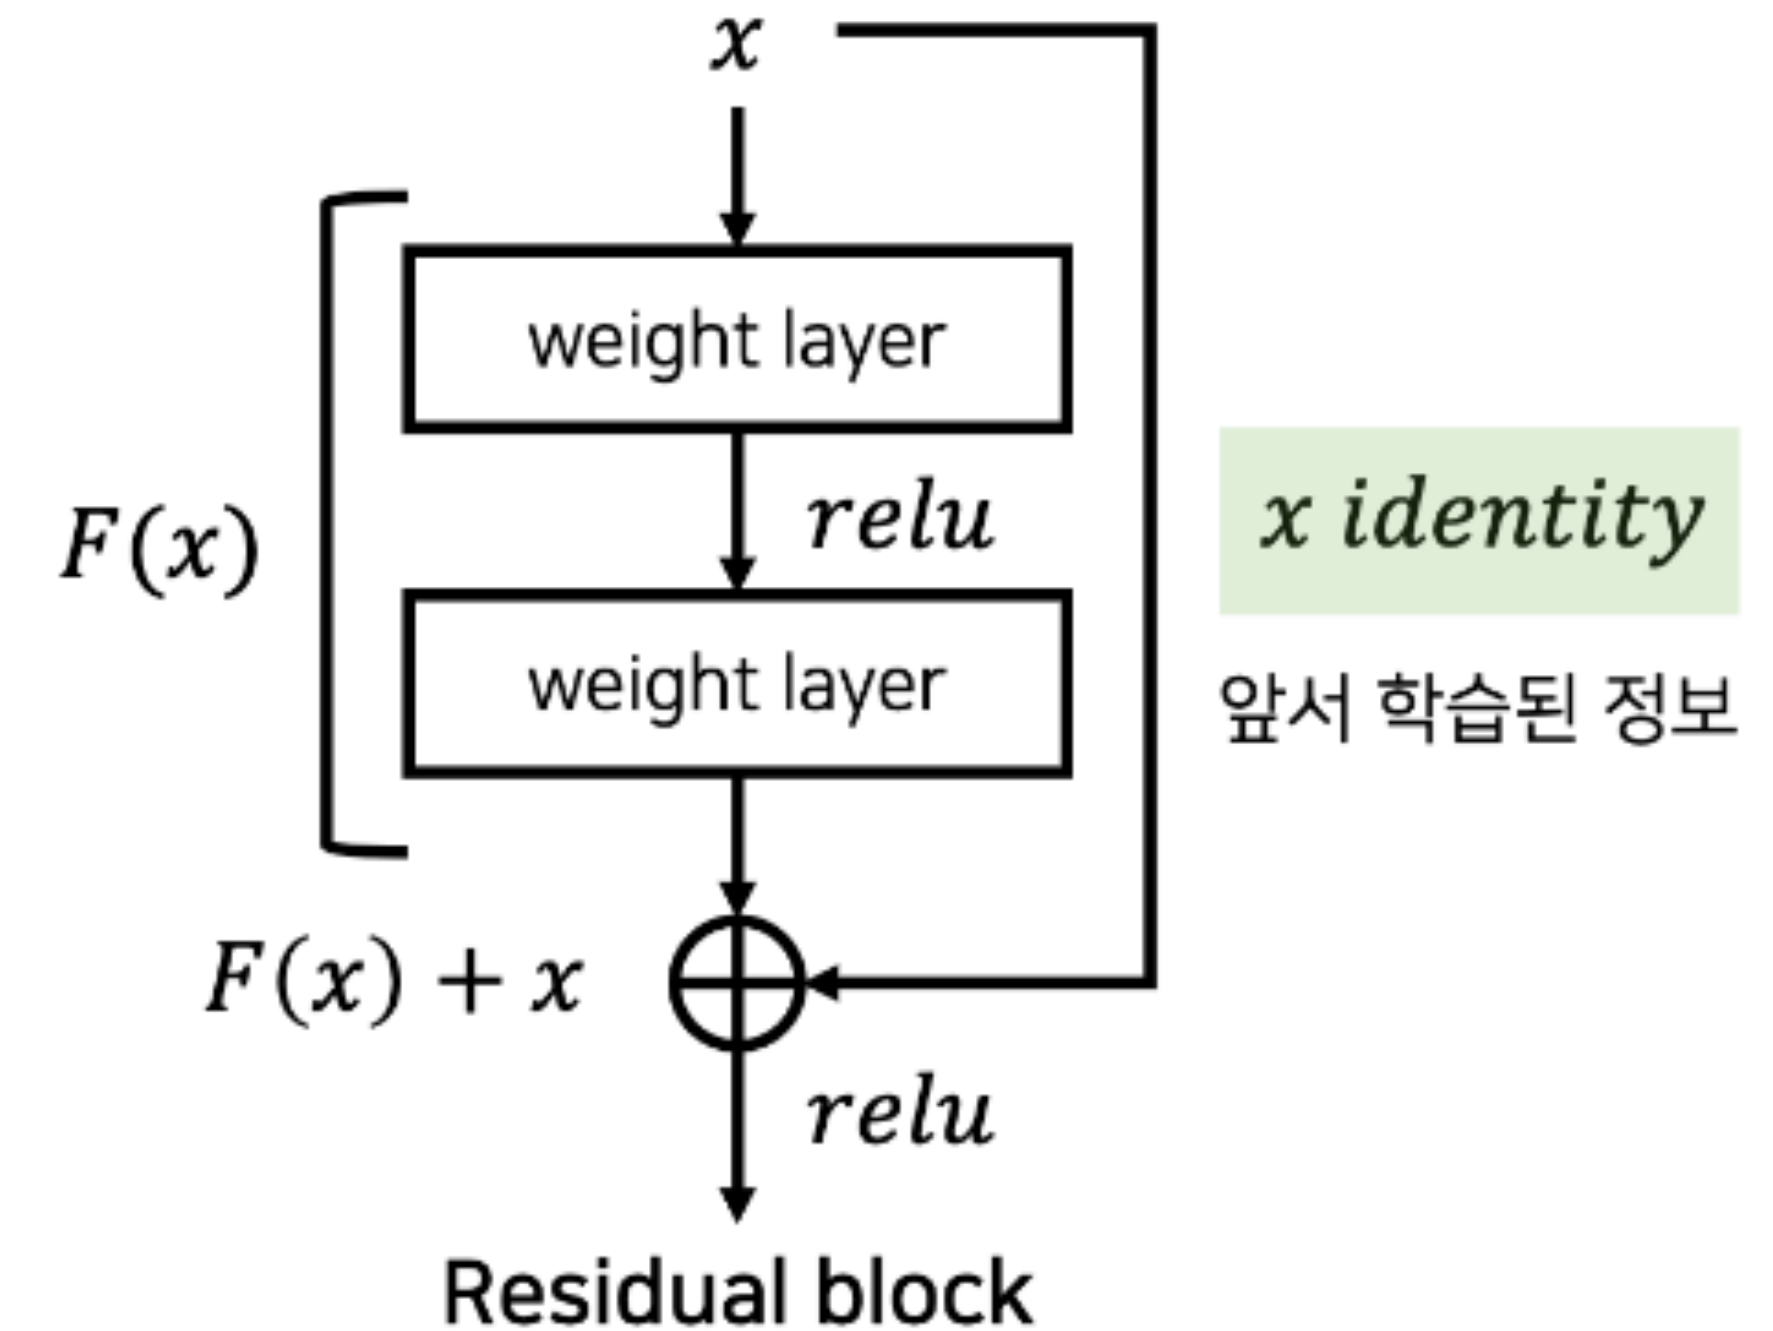 x
weight layer
relu
F(x)
x identity
weight layer
앞서 학습된 정보
F(x) + x
relu
Residual block